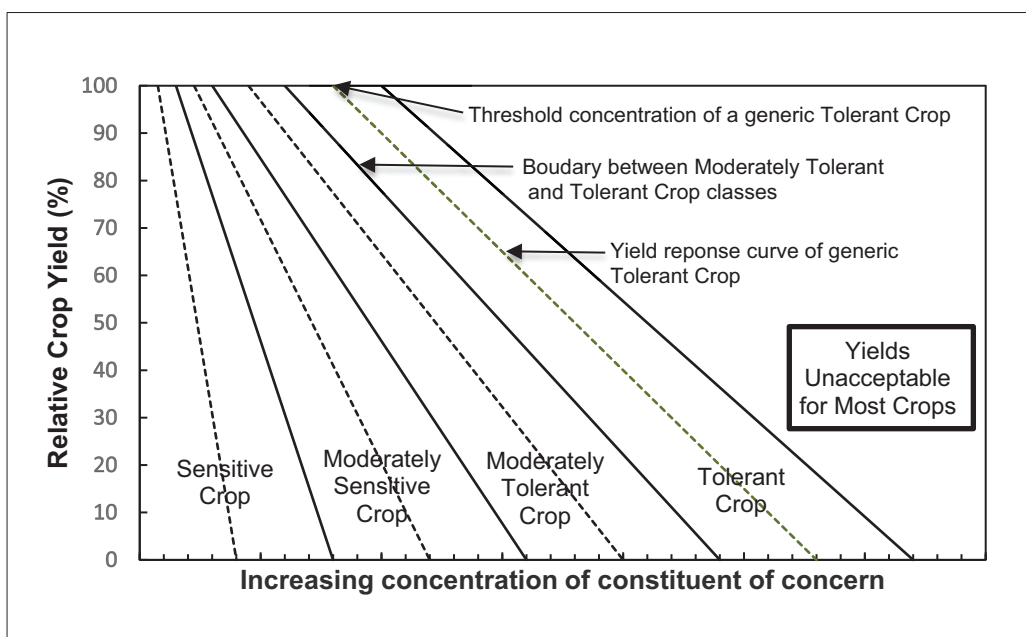 Relative Crop Yield (%)
100
90
80
70
60
50
40
30
20
10
0
Threshold concentration of a generic Tolerant Crop
Boudary between Moderately Tolerant
and Tolerant Crop classes
Yield reponse curve of generic
Tolerant Crop
Yields
Unacceptable
for Most Crops
Sensitive
Crop
Moderately
Sensitive
Crop
Moderately
Tolerant
Crop
Tolerant
Crop
Increasing concentration of constituent of concern